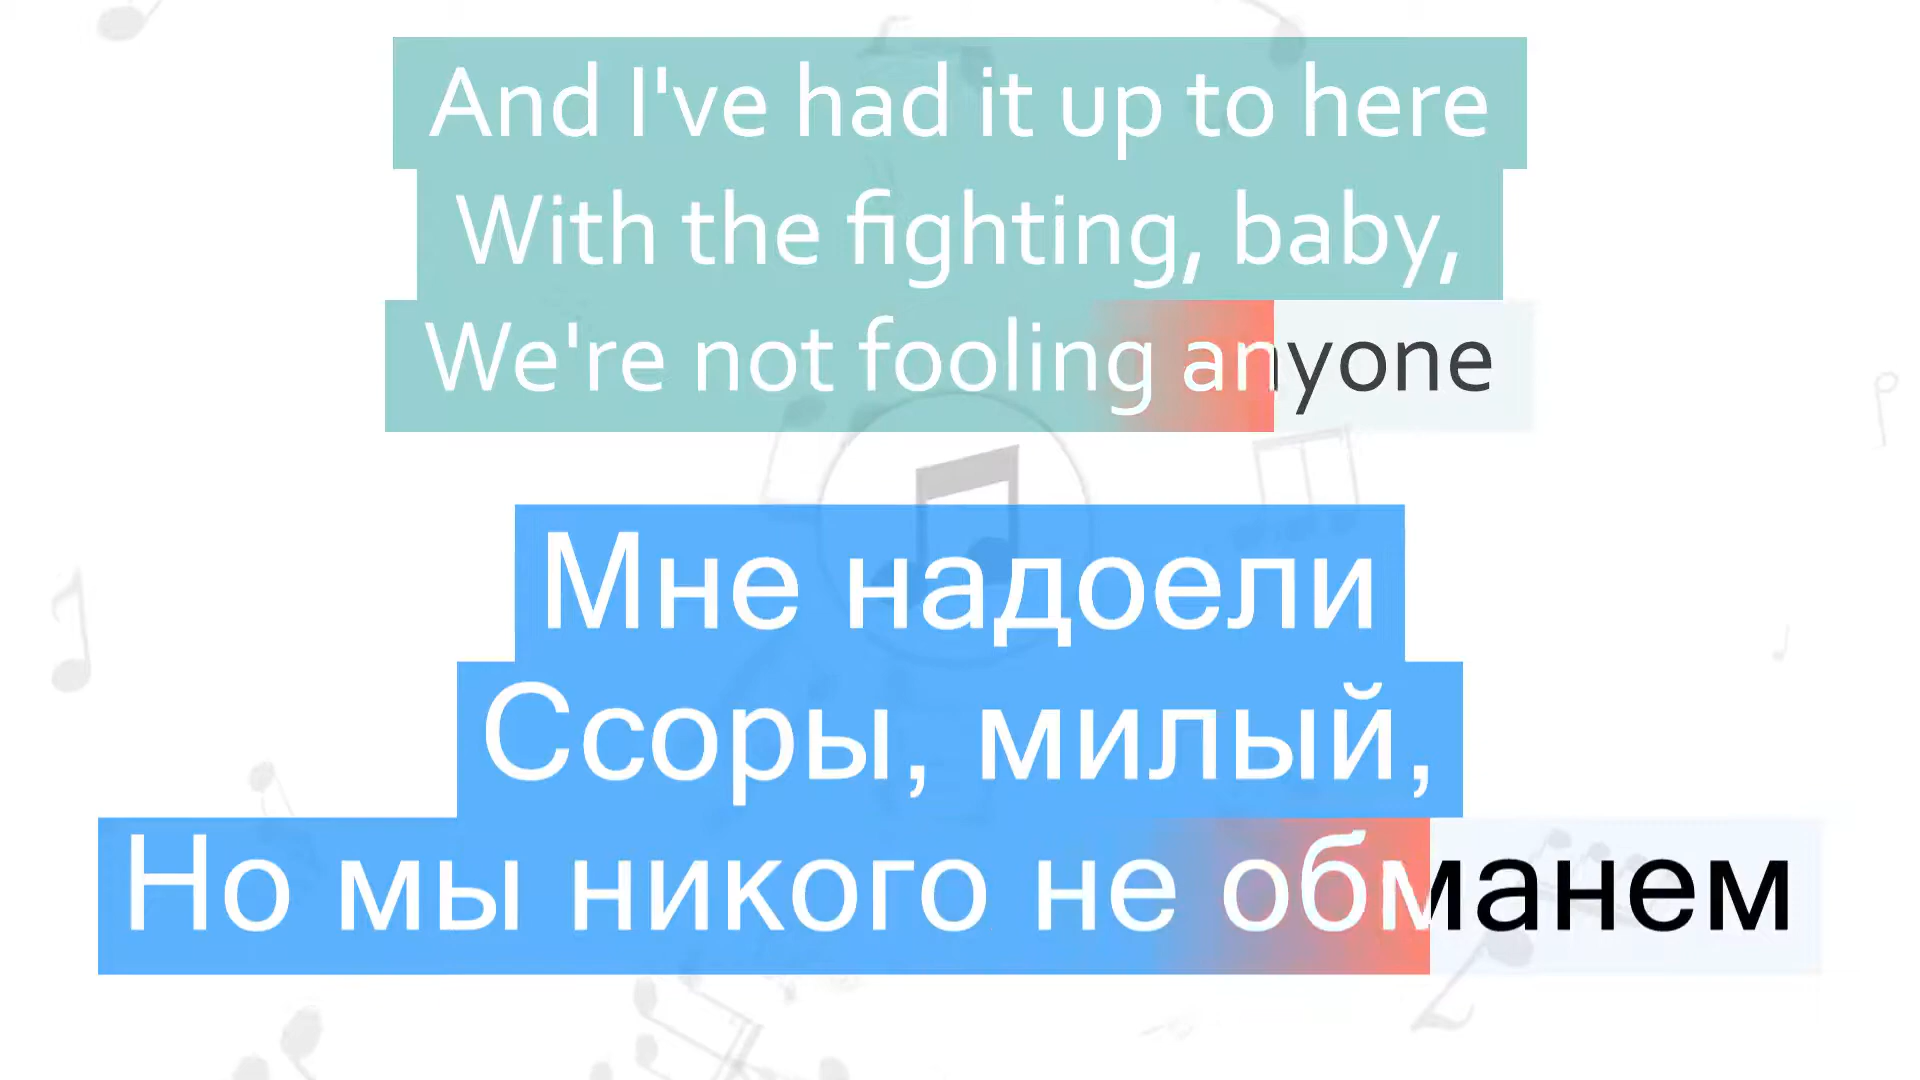 And I've had it up to here
With the fighting, baby,
We're not fooling anyone
Мне надоели
Ссоры, милый,
Но мы никого не обманем